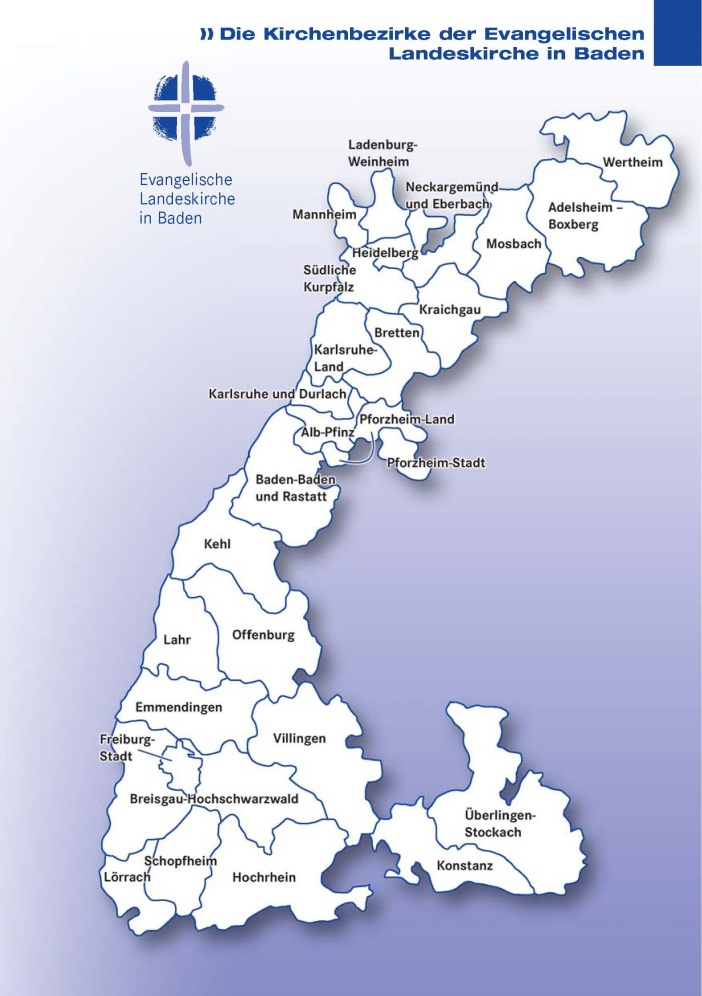 ⟩⟩ Die Kirchenbezirke der Evangelischen
Landeskirche in Baden
Evangelische
Landeskirche
in Baden
Ladenburg-
Weinheim
Wertheim
Neckargemünd
und Eberbach
Mannheim
Adelsheim –
Boxberg
Mosbach
Heidelberg
Südliche
Kurpfalz
Kraichgau
Bretten
Karlsruhe-
Land
Karlsruhe und Durlach
Pforzheim-Land
Alb-Pfinz
Pforzheim-Stadt
Baden-Baden
und Rastatt
Kehl
Offenburg
Lahr
Emmendingen
Freiburg-
Stadt
Villingen
Breisgau-Hochschwarzwald
Überlingen-
Stockach
Schopfheim
Konstanz
Lörrach
Hochrhein